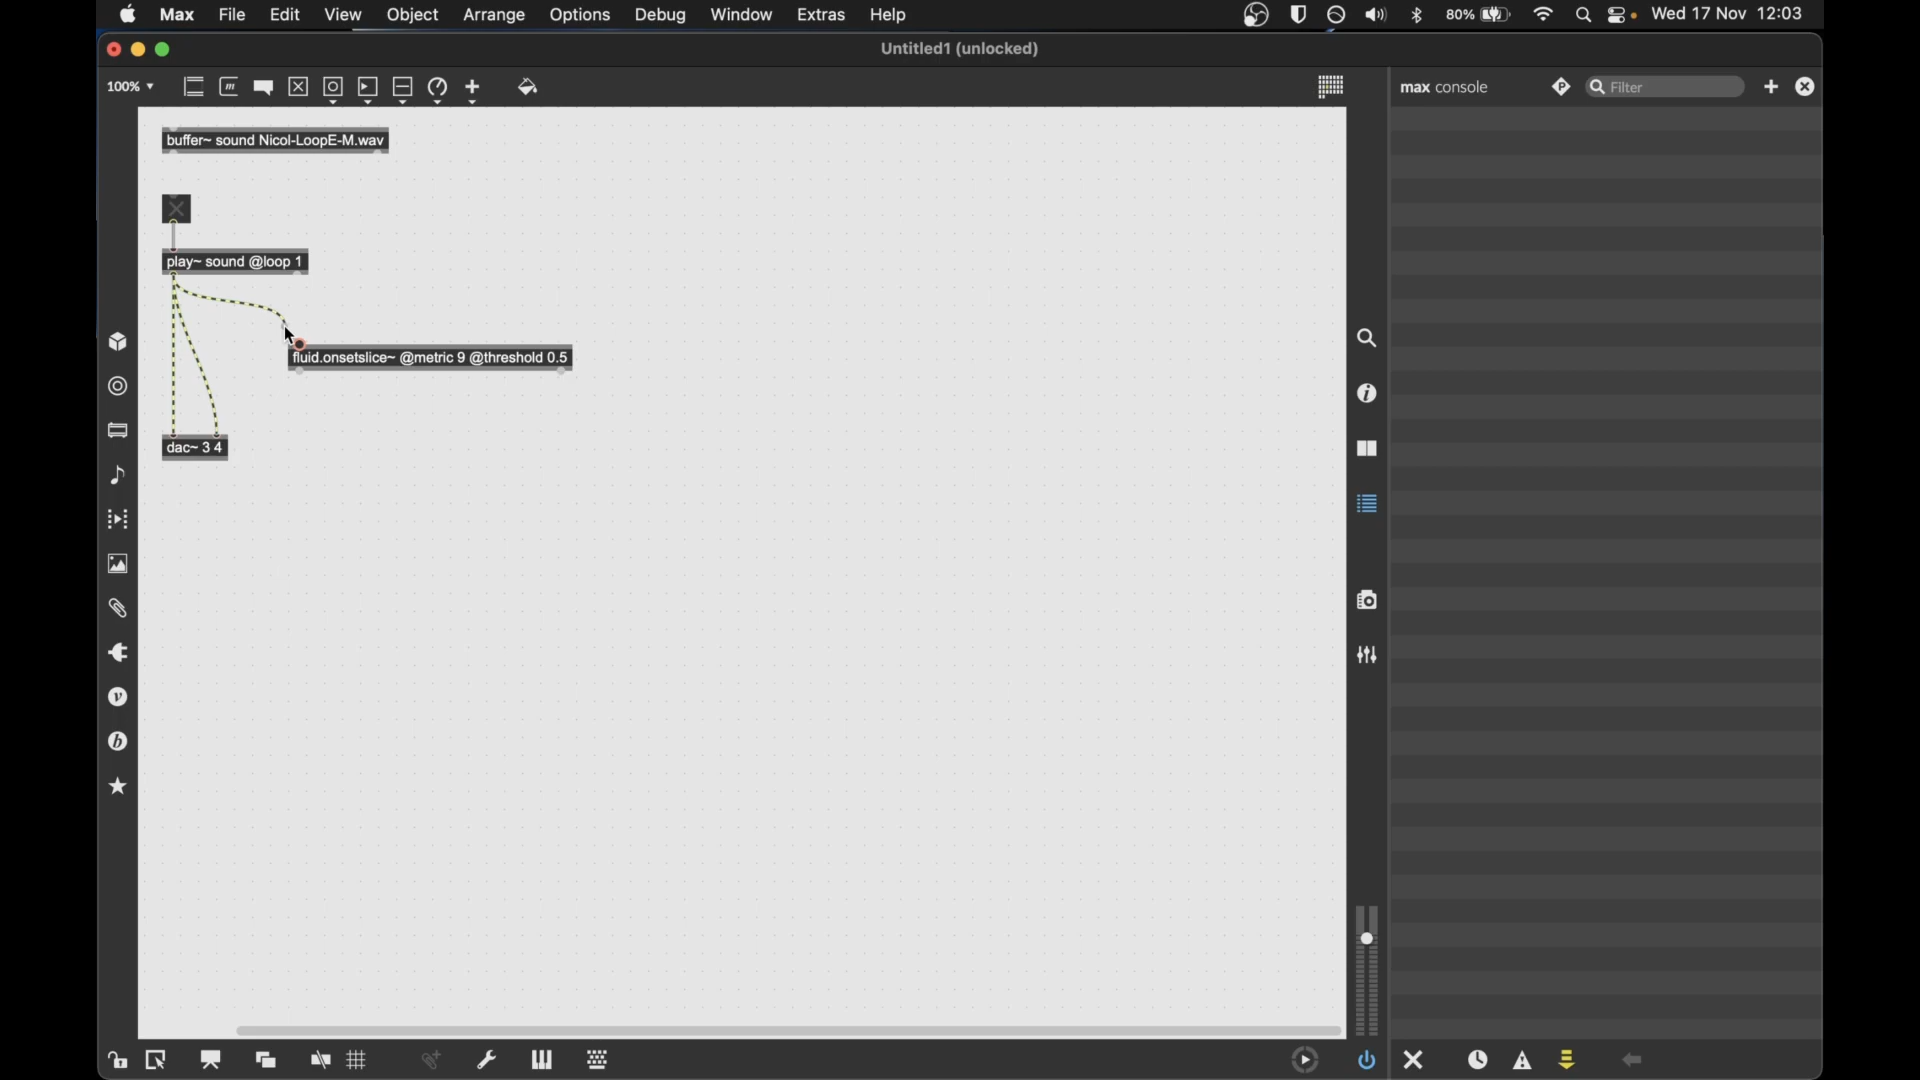 Max File Edit View Object Arrange Options Debug Window Extras Help 80% Wed 17 Nov 12:03
Untitled1 (unlocked)
100% max console Filter
buffer~ sound Nicol-LoopE-M.wav
play~ sound @loop 1
fluid.onsetslice~ @metric 9 @threshold 0.5
dac~ 3 4